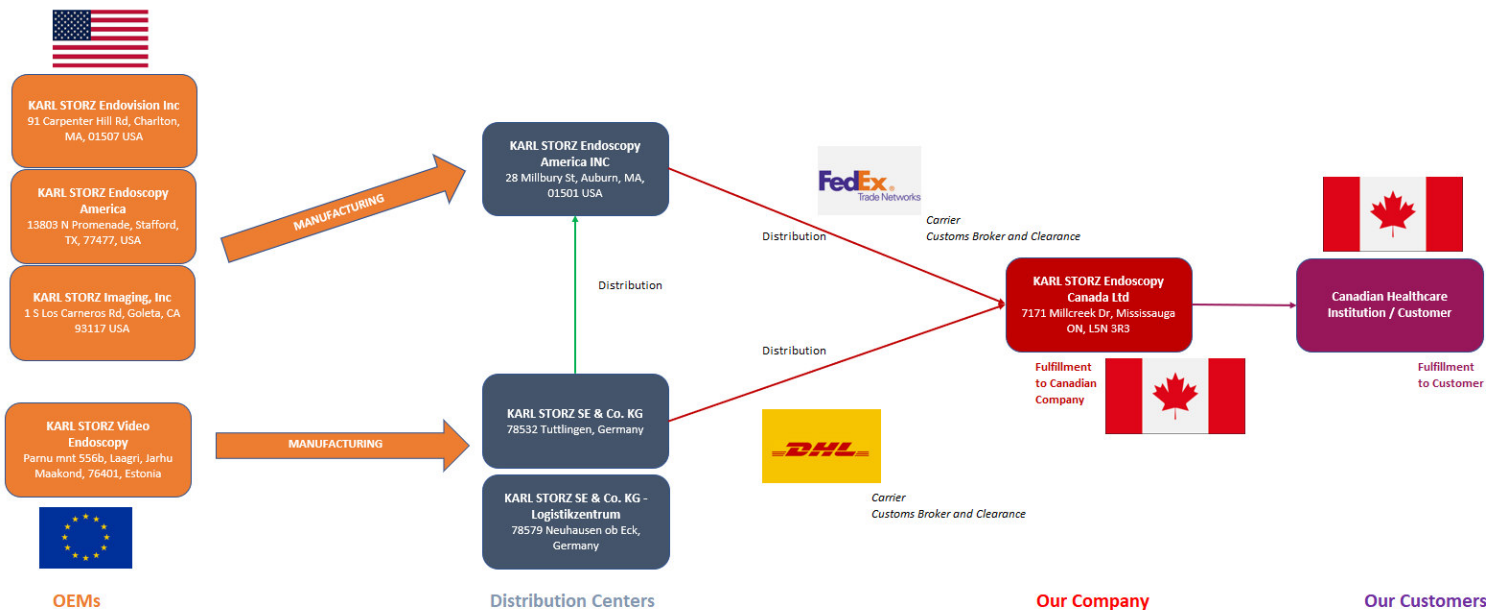 KARL STORZ Endovision Inc
91 Carpenter Hill Rd, Charlton,
MA, 01507 USA
KARL STORZ Endoscopy
America
13803 N Promenade, Stafford,
TX, 77477, USA
KARL STORZ Imaging, Inc
1 S Los Carneros Rd, Goleta, CA
93117 USA
KARL STORZ Video
Endoscopy
Parnu mnt 556b, Laagri, Jarhu
Maakond, 76401, Estonia
OEMs
MANUFACTURING
MANUFACTURING
KARL STORZ Endoscopy
America INC
28 Millbury St, Auburn, MA,
01501 USA
Distribution
KARL STORZ SE & Co. KG
78532 Tuttlingen, Germany
KARL STORZ SE & Co. KG -
Logistikzentrum
78579 Neuhausen ob Eck,
Germany
Distribution Centers
FedEx®
Trade Networks
Carrier
Customs Broker and Clearance
Distribution
Distribution
DHL
Carrier
Customs Broker and Clearance
KARL STORZ Endoscopy
Canada Ltd
7171 Millcreek Dr, Mississauga
ON, L5N 3R3
Fulfillment
to Canadian
Company
Our Company
Canadian Healthcare
Institution / Customer
Fulfillment
to Customer
Our Customers